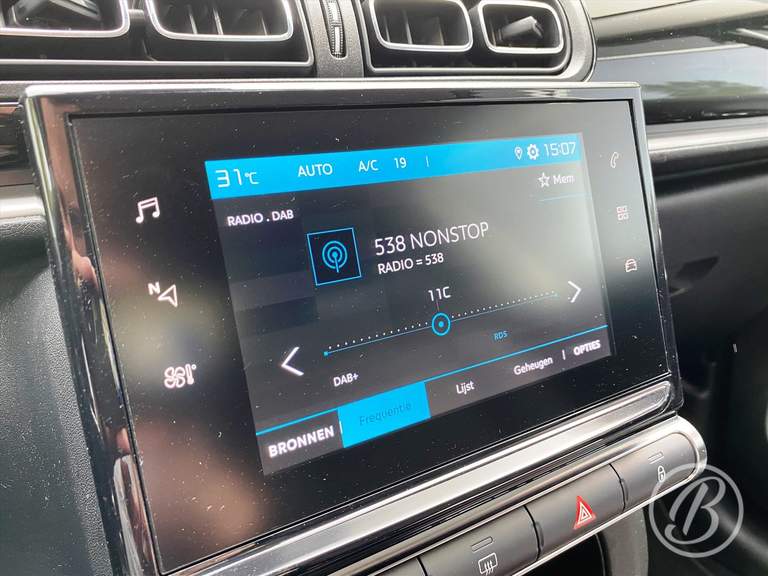 31°C AUTO A/C 19 | 15:07
Mem
RADIO . DAB
538 NONSTOP
RADIO = 538
11C
N
RDS
DAB+
BRONNEN | Frequentie Lijst Geheugen | OPTIES
B